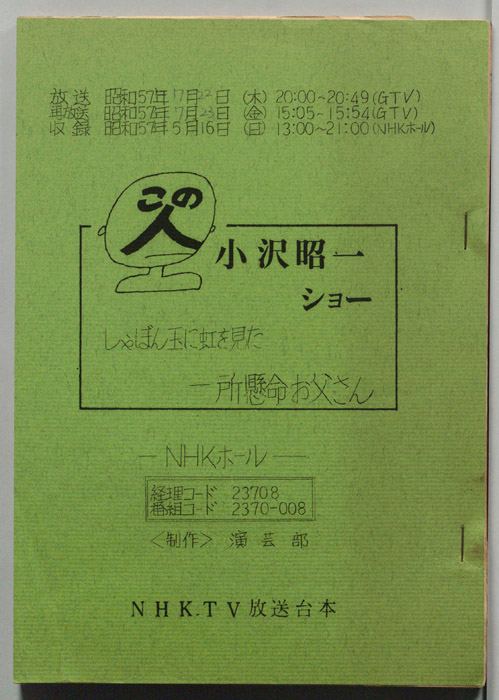 放送 昭和57年7月22日 (木) 20:00~20:49(GTV)
再放送 昭和57年7月23日 (金) 15:05~15:54(GTV)
収録 昭和57年5月16日 (日) 13:00~21:00(NHKホール)
この
人
小沢昭一
ショー
しゃぼん玉に虹を見た
一所懸命お父さん
—NHKホール—
経理コード 23708
番組コード 2370-008
<制作> 演芸部
NHK.TV放送台本